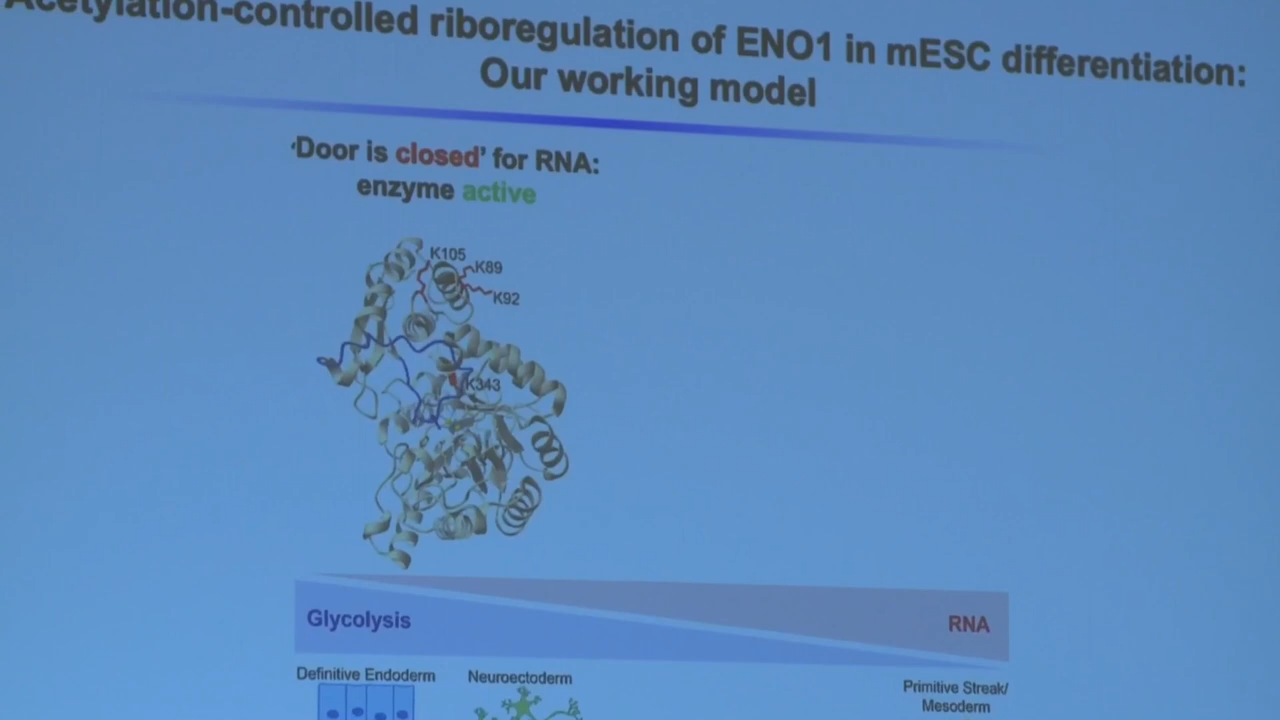 Acetylation-controlled riboregulation of ENO1 in mESC differentiation:
Our working model
‘Door is closed’ for RNA:
enzyme active
K105
K89
K92
K343
Glycolysis
RNA
Definitive Endoderm
Neuroectoderm
Primitive Streak/
Mesoderm